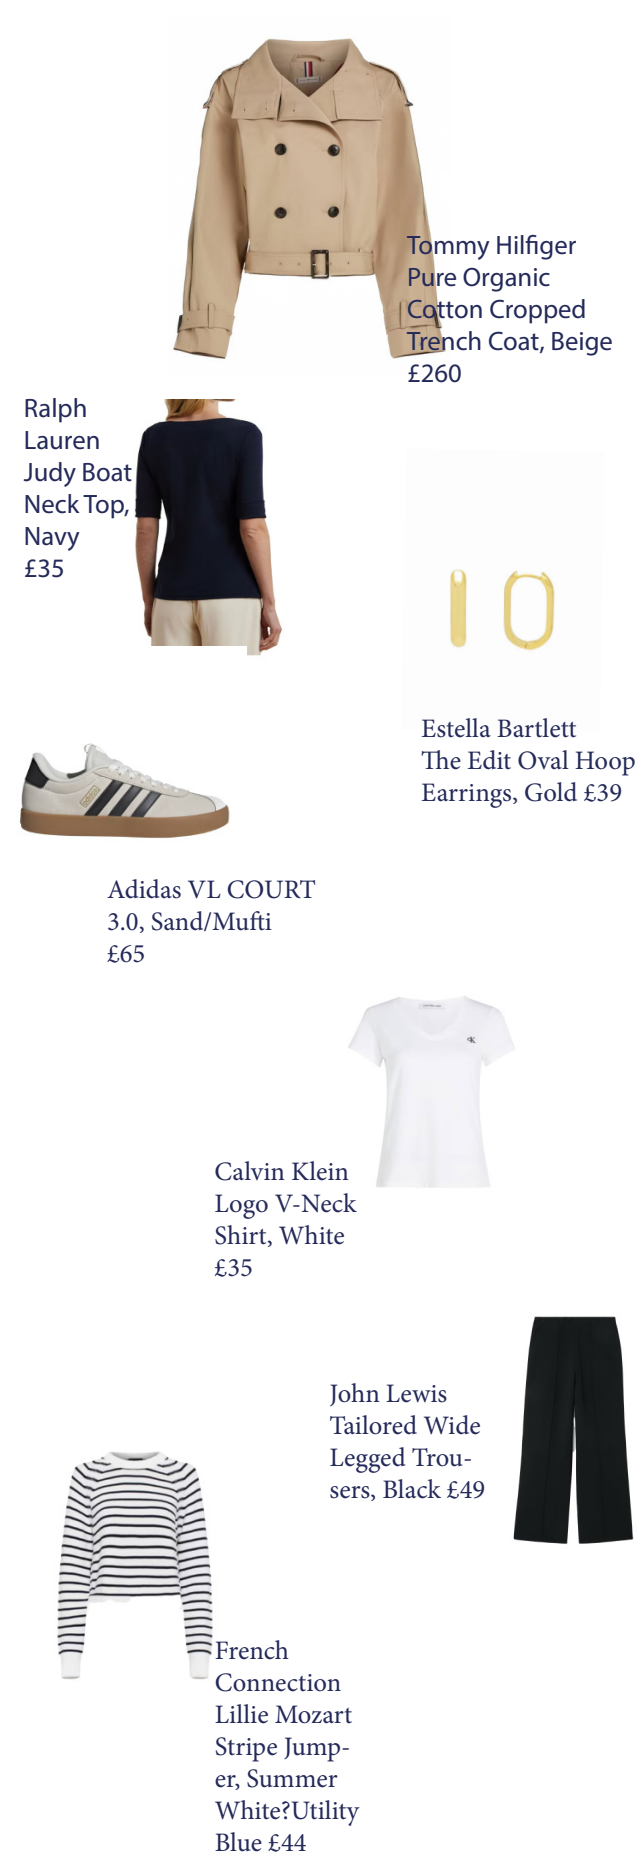 Tommy Hilfiger
Pure Organic
Cotton Cropped
Trench Coat, Beige
£260
Ralph
Lauren
Judy Boat
Neck Top,
Navy
£35
Estella Bartlett
The Edit Oval Hoop
Earrings, Gold £39
Adidas VL COURT
3.0, Sand/Mufti
£65
Calvin Klein
Logo V-Neck
Shirt, White
£35
John Lewis
Tailored Wide
Legged Trou-
sers, Black £49
French
Connection
Lillie Mozart
Stripe Jump-
er, Summer
White?Utility
Blue £44